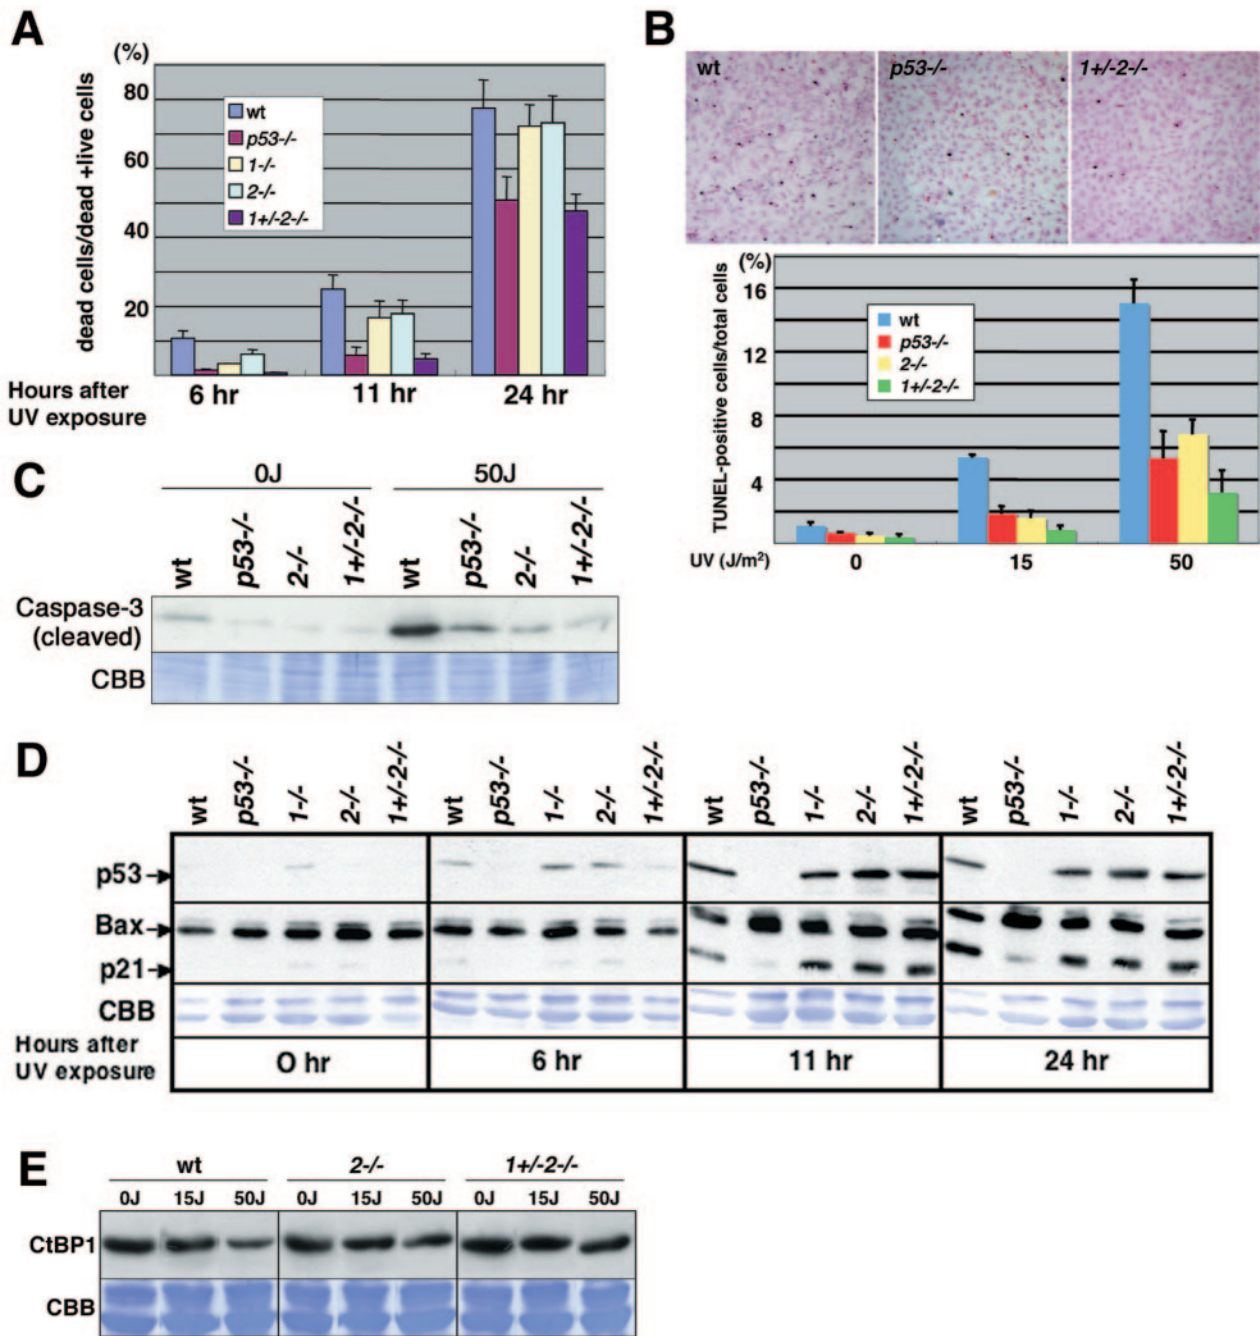 A
(%)
dead cells/dead +live cells
80
60
40
20
wt
p53-/-
1-/-
2-/-
1+/-2-/-
Hours after
UV exposure
6 hr
11 hr
24 hr
B
wt
p53-/-
1+/-2-/-
(%)
TUNEL-positive cells/total cells
16
12
8
4
wt
p53-/-
2-/-
1+/-2-/-
UV (J/m²)
0
15
50
C
0J
50J
wt
p53-/-
2-/-
1+/-2-/-
wt
p53-/-
2-/-
1+/-2-/-
Caspase-3
(cleaved)
CBB
D
wt
p53-/-
1-/-
2-/-
1+/-2-/-
wt
p53-/-
1-/-
2-/-
1+/-2-/-
wt
p53-/-
1-/-
2-/-
1+/-2-/-
wt
p53-/-
1-/-
2-/-
1+/-2-/-
p53
Bax
p21
CBB
Hours after
UV exposure
O hr
6 hr
11 hr
24 hr
E
wt
2-/-
1+/-2-/-
0J 15J 50J
0J 15J 50J
0J 15J 50J
CtBP1
CBB